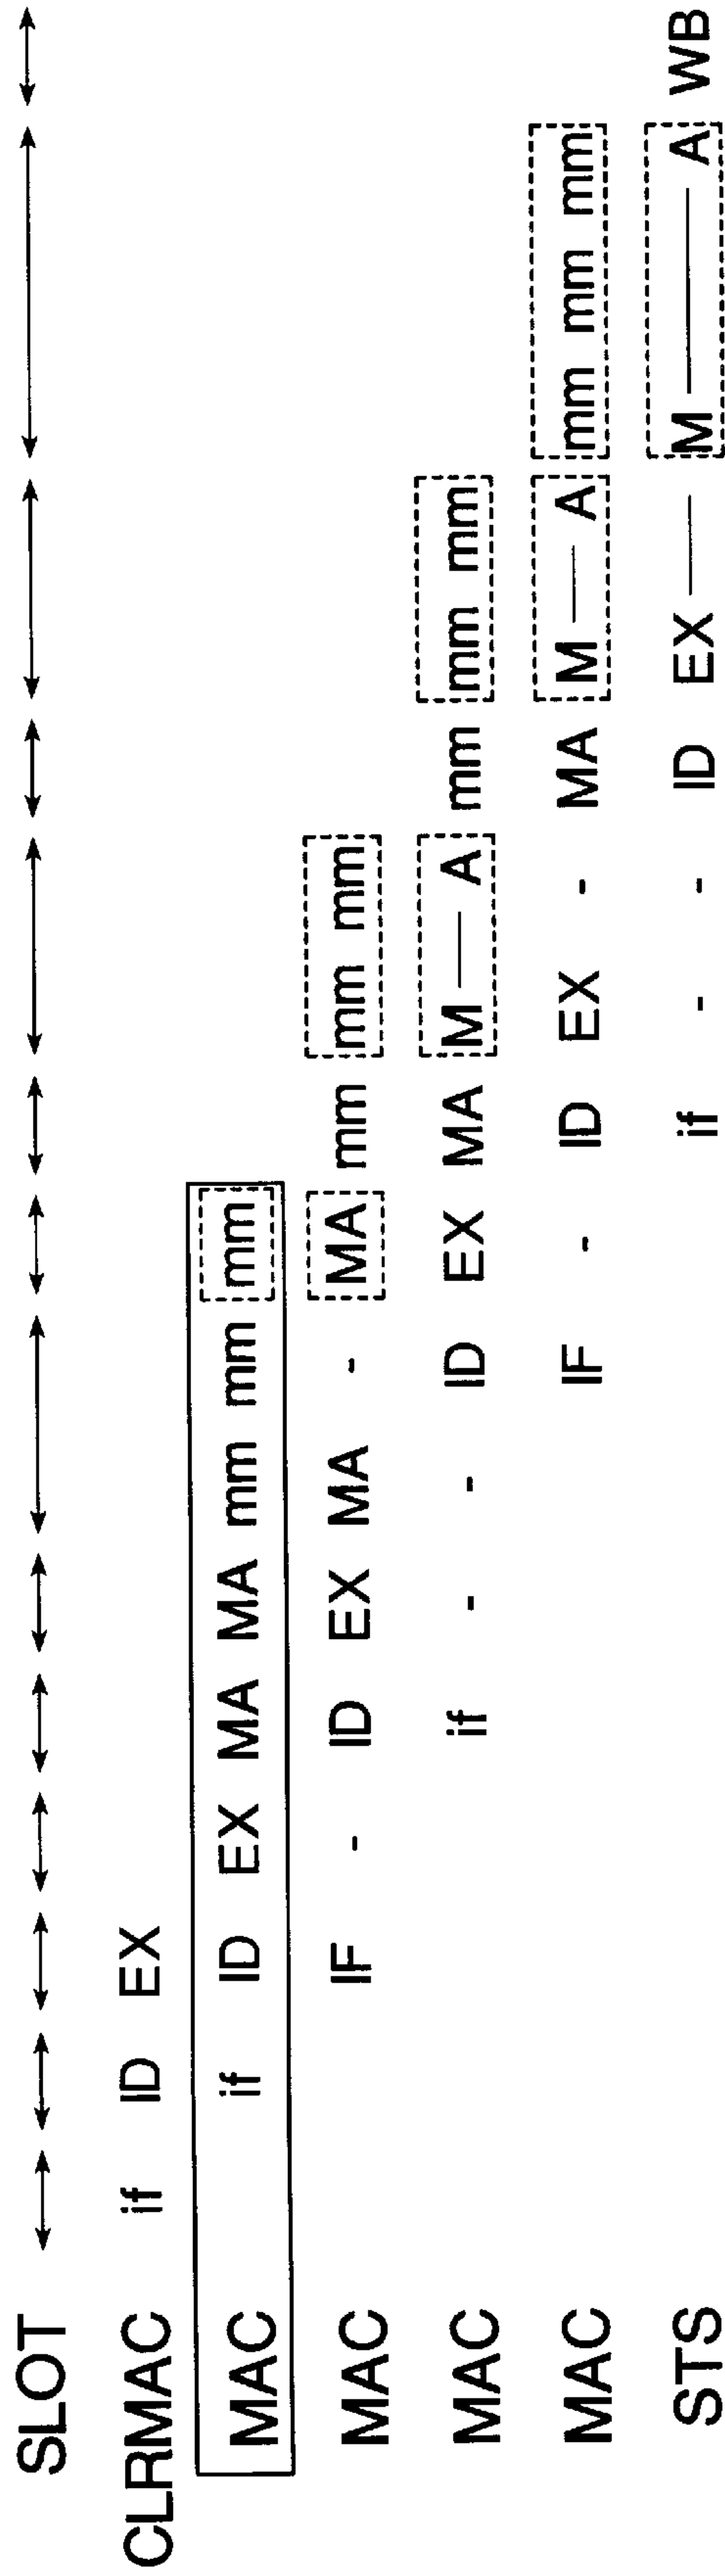 SLOT
CLRMAC if ID EX
MAC if ID EX MA MA mm mm mm
MAC IF - ID EX MA - MA mm mm mm
MAC if - - ID EX MA M — A mm mm mm
MAC IF - ID EX - MA M — A mm mm mm
STS if - - ID EX — M — A WB